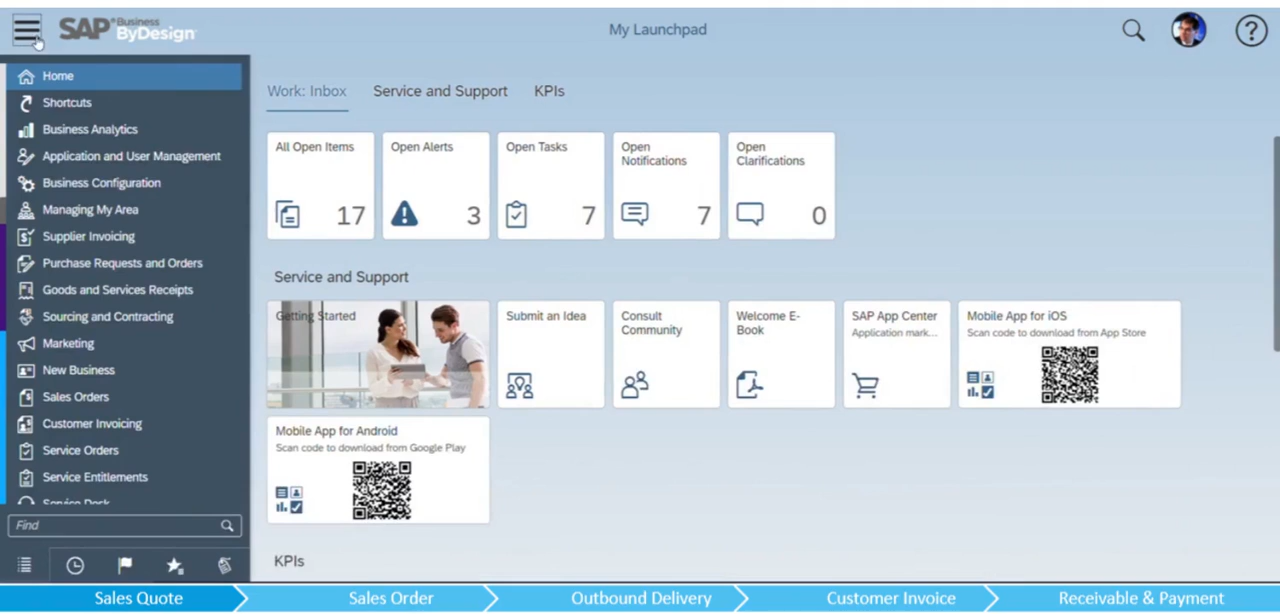 SAP Business ByDesign
My Launchpad
?
Home
Shortcuts
Business Analytics
Application and User Management
Business Configuration
Managing My Area
Supplier Invoicing
Purchase Requests and Orders
Goods and Services Receipts
Sourcing and Contracting
Marketing
New Business
Sales Orders
Customer Invoicing
Service Orders
Service Entitlements
Service Desk
Find
Work: Inbox Service and Support KPIs
All Open Items
17
Open Alerts
3
Open Tasks
7
Open
Notifications
7
Open
Clarifications
0
Service and Support
Getting Started
Submit an Idea
Consult
Community
Welcome E-
Book
SAP App Center
Application mark...
Mobile App for iOS
Scan code to download from App Store
Mobile App for Android
Scan code to download from Google Play
KPIs
Sales Quote Sales Order Outbound Delivery Customer Invoice Receivable & Payment